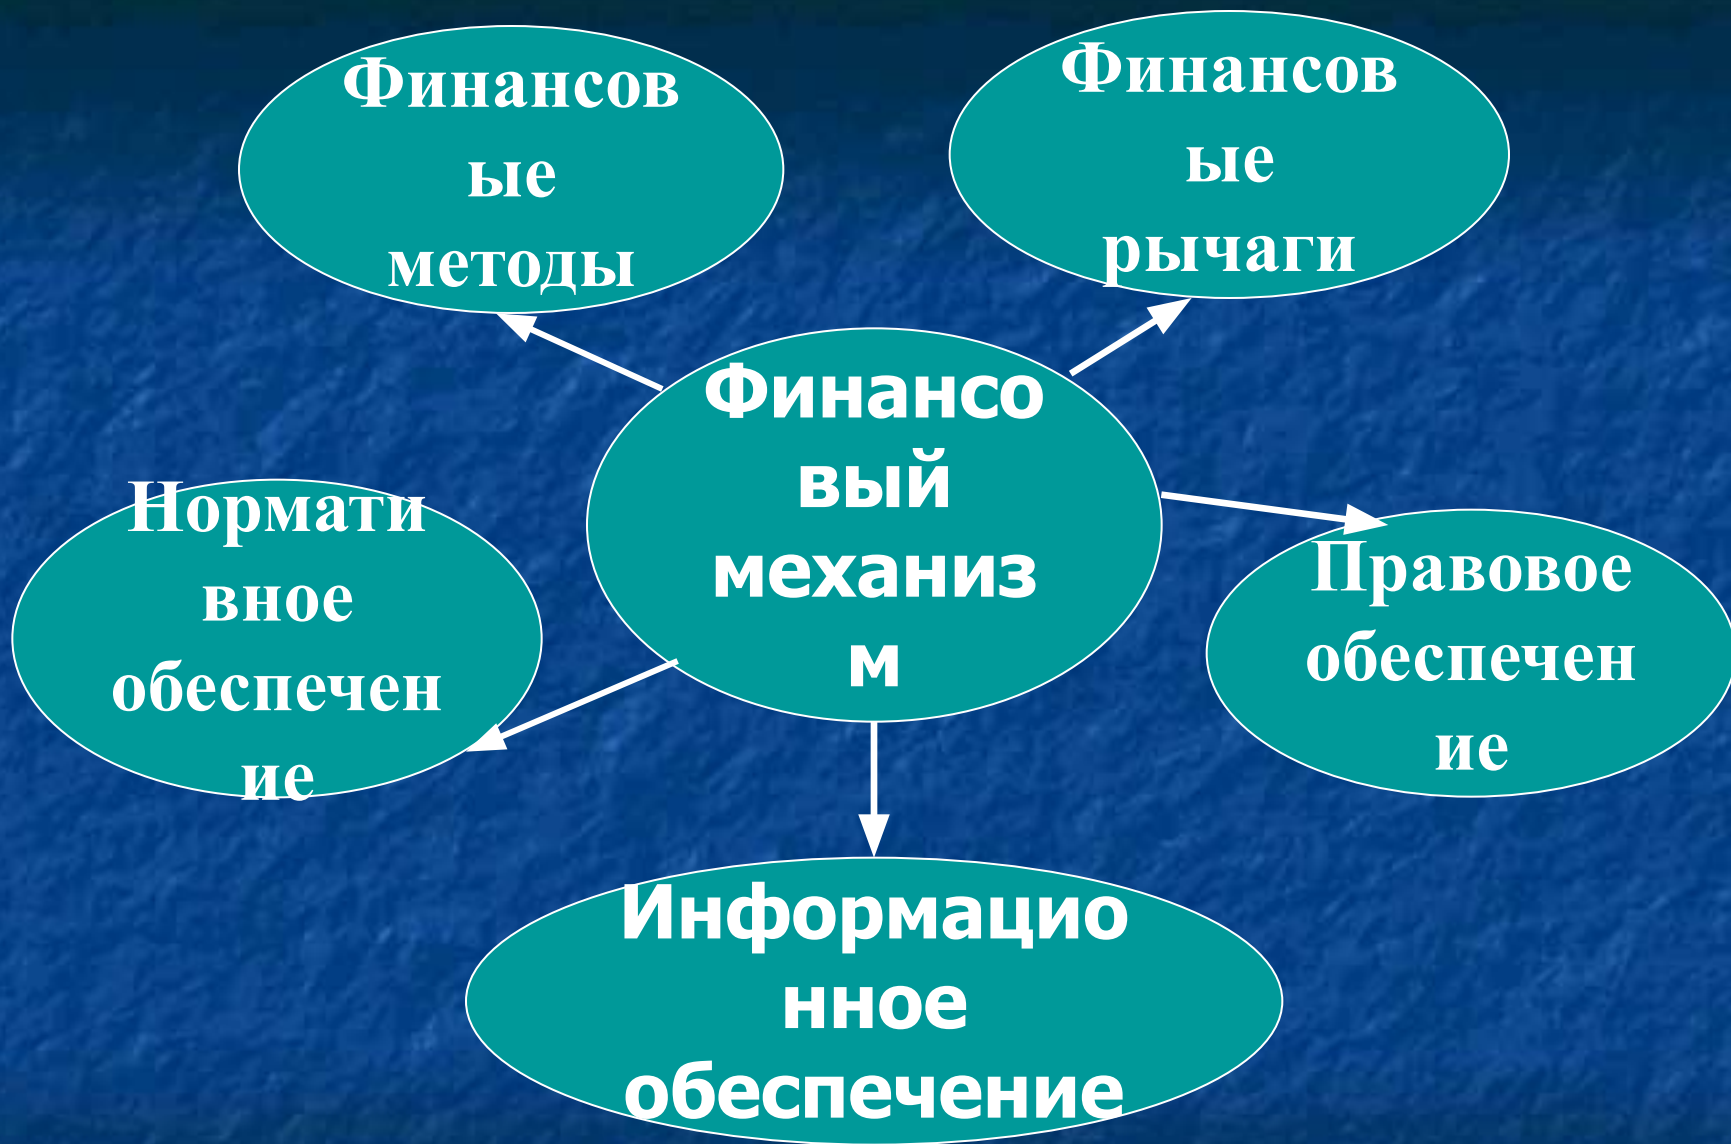 Финансов
ые
методы
Финансов
ые
рычаги
Финансо
вый
механиз
м
Нормати
вное
обеспечен
ие
Правовое
обеспечен
ие
Информацио
нное
обеспечение